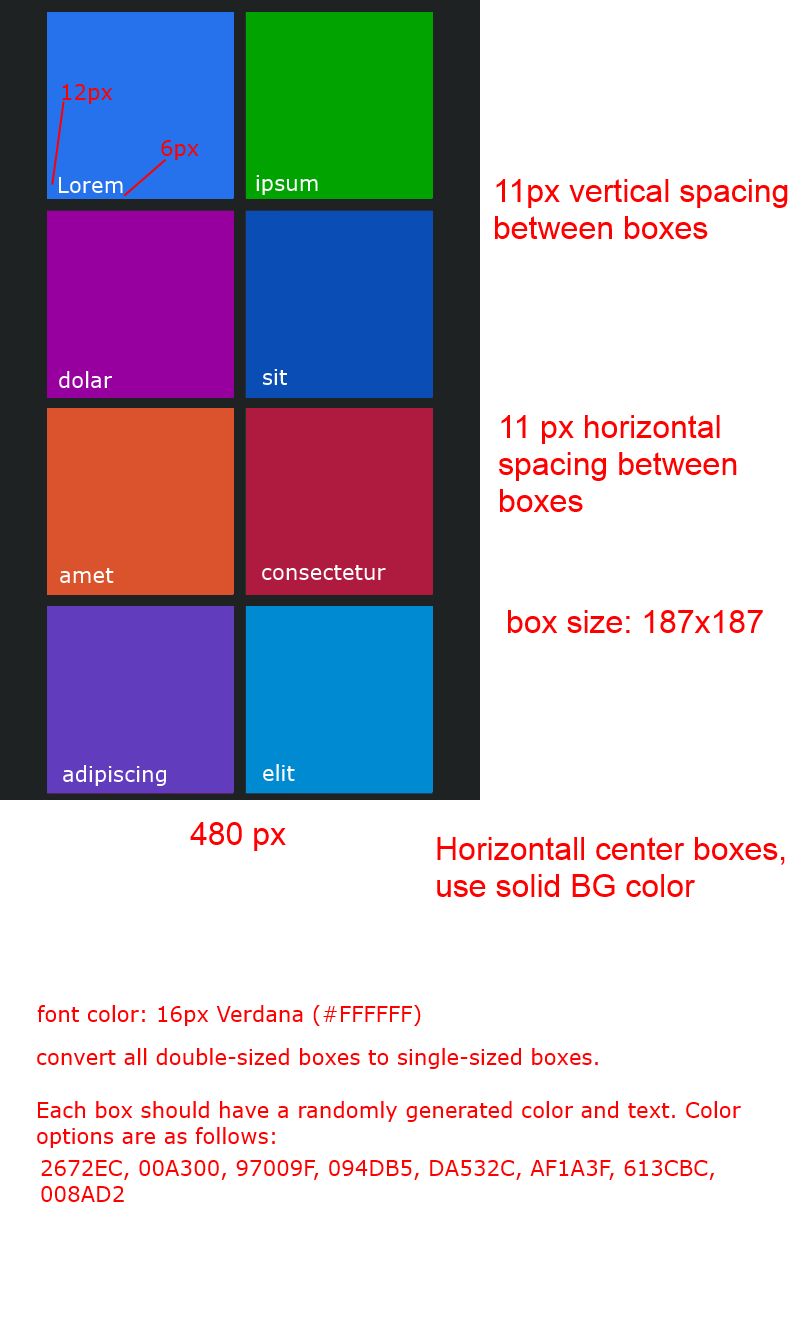 12px
6px
Lorem
ipsum
11px vertical spacing
between boxes
dolar
sit
11 px horizontal
spacing between
boxes
amet
consectetur
box size: 187x187
adipiscing
elit
480 px
Horizontall center boxes,
use solid BG color
font color: 16px Verdana (#FFFFFF)
convert all double-sized boxes to single-sized boxes.
Each box should have a randomly generated color and text. Color
options are as follows:
2672EC, 00A300, 97009F, 094DB5, DA532C, AF1A3F, 613CBC,
008AD2